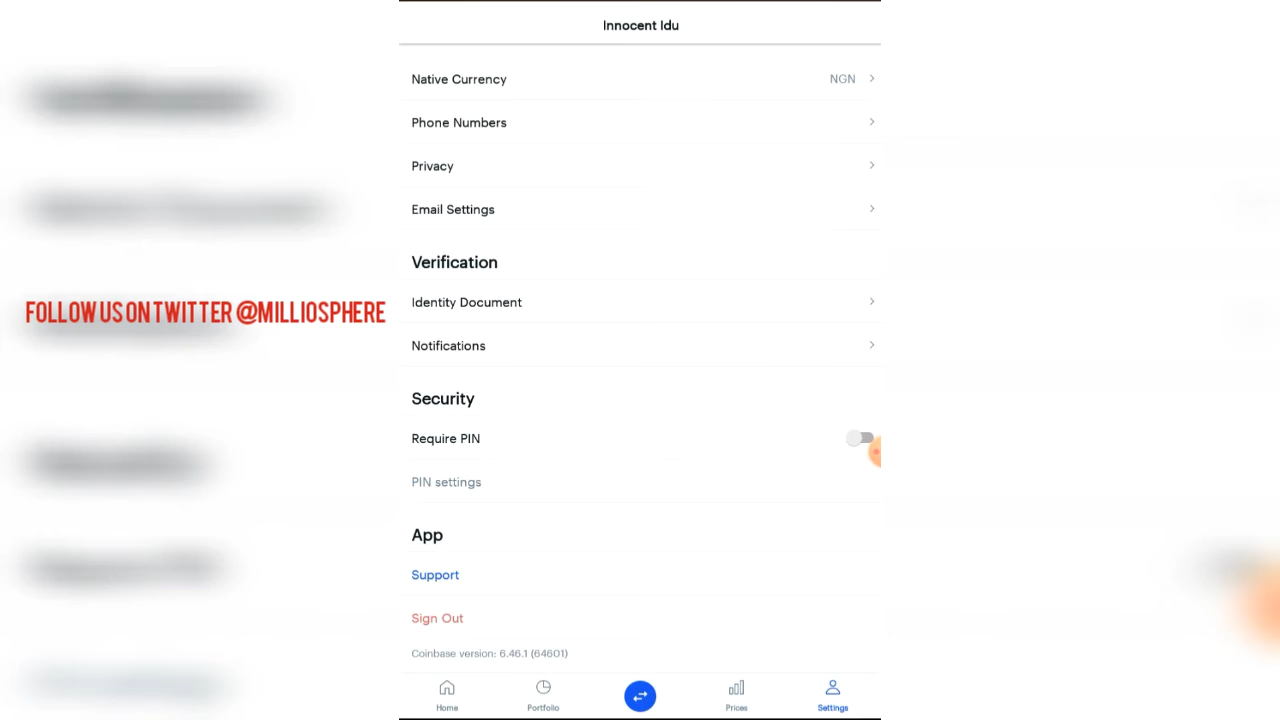 Innocent Idu
Native Currency NGN
Phone Numbers
Privacy
Email Settings
Verification
Identity Document
FOLLOW US ON TWITTER @MILLIOSPHERE
Notifications
Security
Require PIN
PIN settings
App
Support
Sign Out
Coinbase version: 6.46.1 (64601)
Home Portfolio Prices Settings